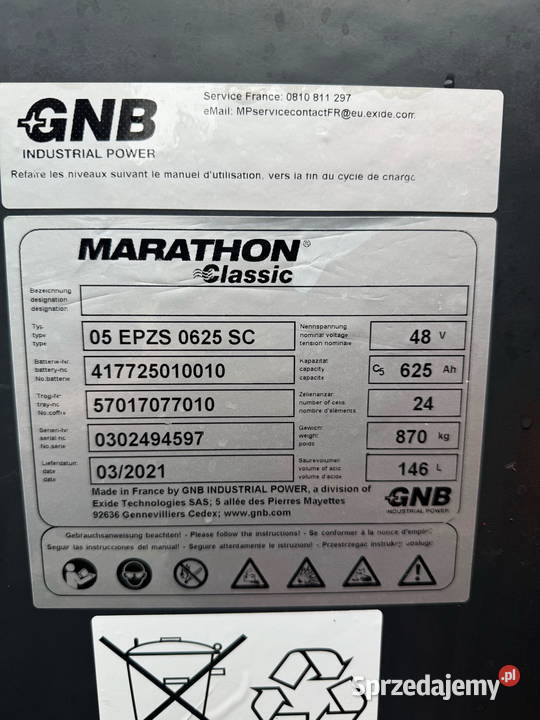 GNB
INDUSTRIAL POWER
Service France: 0810 811 297
eMail: MPservicecontactFR@eu.exide.com
Refaire les niveaux suivant le manuel d'utilisation, vers la fin du cycle de charge
MARATHON®
Classic
Bezeichnung
designation
designation
Typ
type
type
05 EPZS 0625 SC
Nennspannung
nominal voltage
tension nominale
48 V
Batterie-Nr.
battery-no
No.batterie
417725010010
Kapazität
capacity
capacite
C5 625 Ah
Trog-Nr
tray-no
No.coffre
57017077010
Zellenanzahl
number of cells
nombre d'éléments
24
Serien-Nr
serial-no
No.serie
0302494597
Gewicht
weight
poids
870 kg
Lieferdatum
date
date
03/2021
Säurevolumen
volume of acid
volume d'acide
146 L
Made in France by GNB INDUSTRIAL POWER, a division of
Exide Technologies SAS; 5 allée des Pierres Mayettes
92636 Gennevilliers Cedex; www.gnb.com
GNB
INDUSTRIAL POWER
Gebrauchsanweisung beachten! - Please follow the instructions! - Se conformer à la notice d'emploi
Seguir las instrucciones del manual! - Seguire attentamente le istruzioni! - Przestrzegac instrukcji obslugi
Sprzedajemy.pl